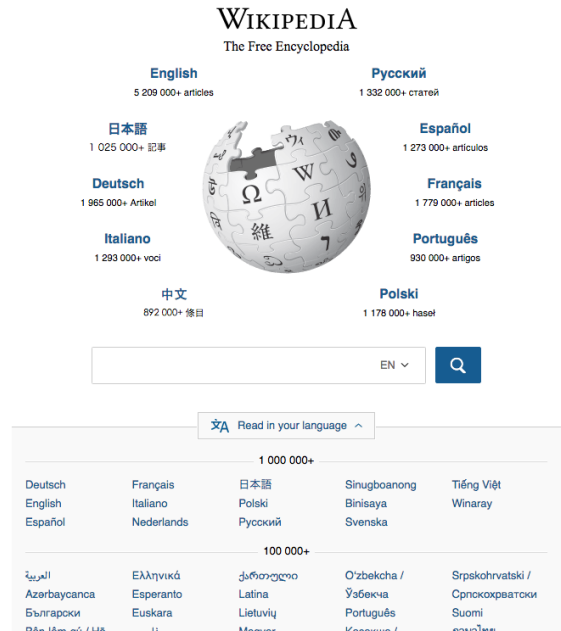 WIKIPEDIA
The Free Encyclopedia
English
5 209 000+ articles
Русский
1 332 000+ статей
日本語
1 025 000+ 記事
Español
1 273 000+ artículos
Deutsch
1 965 000+ Artikel
Français
1 779 000+ articles
Italiano
1 293 000+ voci
Português
930 000+ artigos
中文
892 000+ 條目
Polski
1 178 000+ haseł
Ω
W
И
維
ウィ
EN
Read in your language
1 000 000+
Deutsch
Français
日本語
Sinugboanong
Tiếng Việt
English
Italiano
Polski
Binisaya
Winaray
Español
Nederlands
Русский
Svenska
100 000+
العربية
Ελληνικά
ქართული
O'zbekcha /
Srpskohrvatski /
Azərbaycanca
Esperanto
Latina
Ўзбекча
Српскохрватски
Български
Euskara
Lietuvių
Português
Suomi